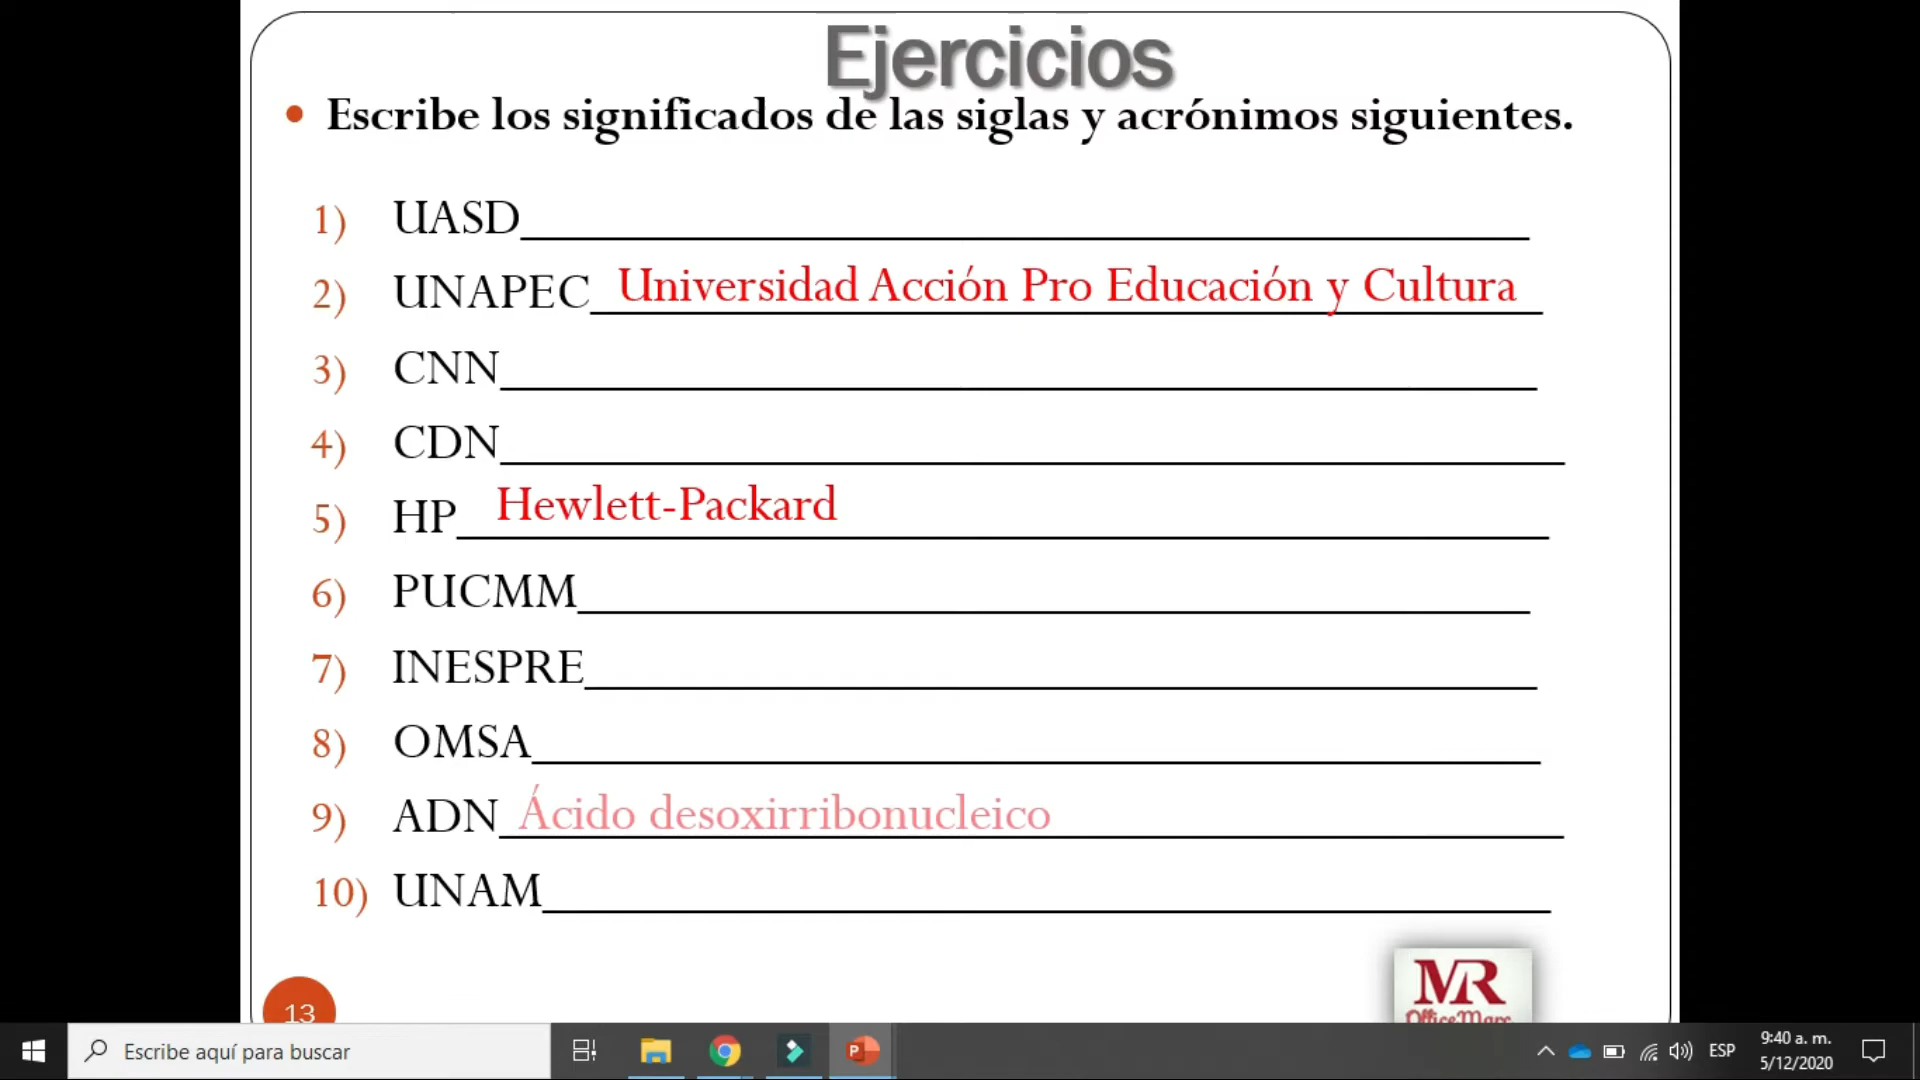 Ejercicios
• Escribe los significados de las siglas y acrónimos siguientes.
1) UASD
2) UNAPEC Universidad Acción Pro Educación y Cultura
3) CNN
4) CDN
5) HP Hewlett-Packard
6) PUCMM
7) INESPRE
8) OMSA
9) ADN Ácido desoxirribonucleico
10) UNAM
MR
OfficeMarc
13
Escribe aquí para buscar
ESP
9:40 a. m.
5/12/2020